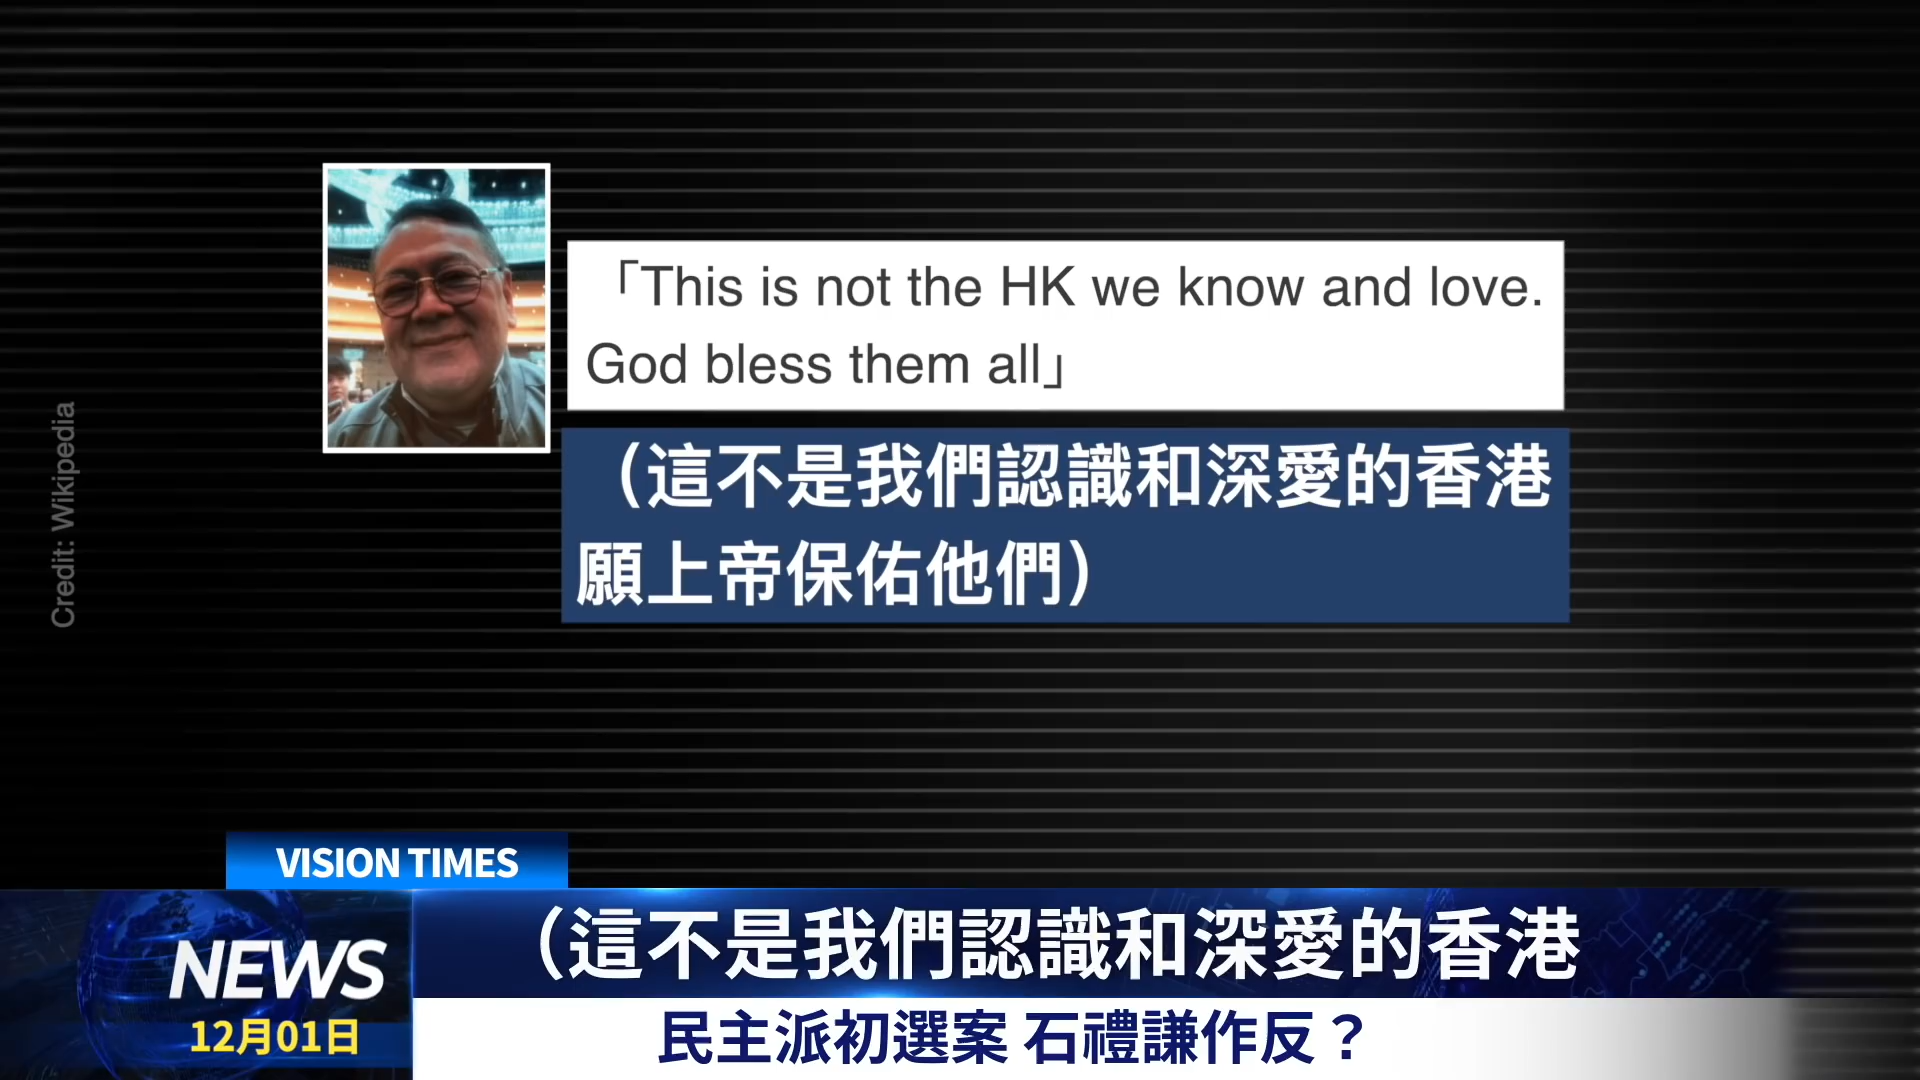 「This is not the HK we know and love.
God bless them all」
（這不是我們認識和深愛的香港
願上帝保佑他們）
Credit: Wikipedia
VISION TIMES
NEWS
12月01日
（這不是我們認識和深愛的香港
民主派初選案 石禮謙作反？